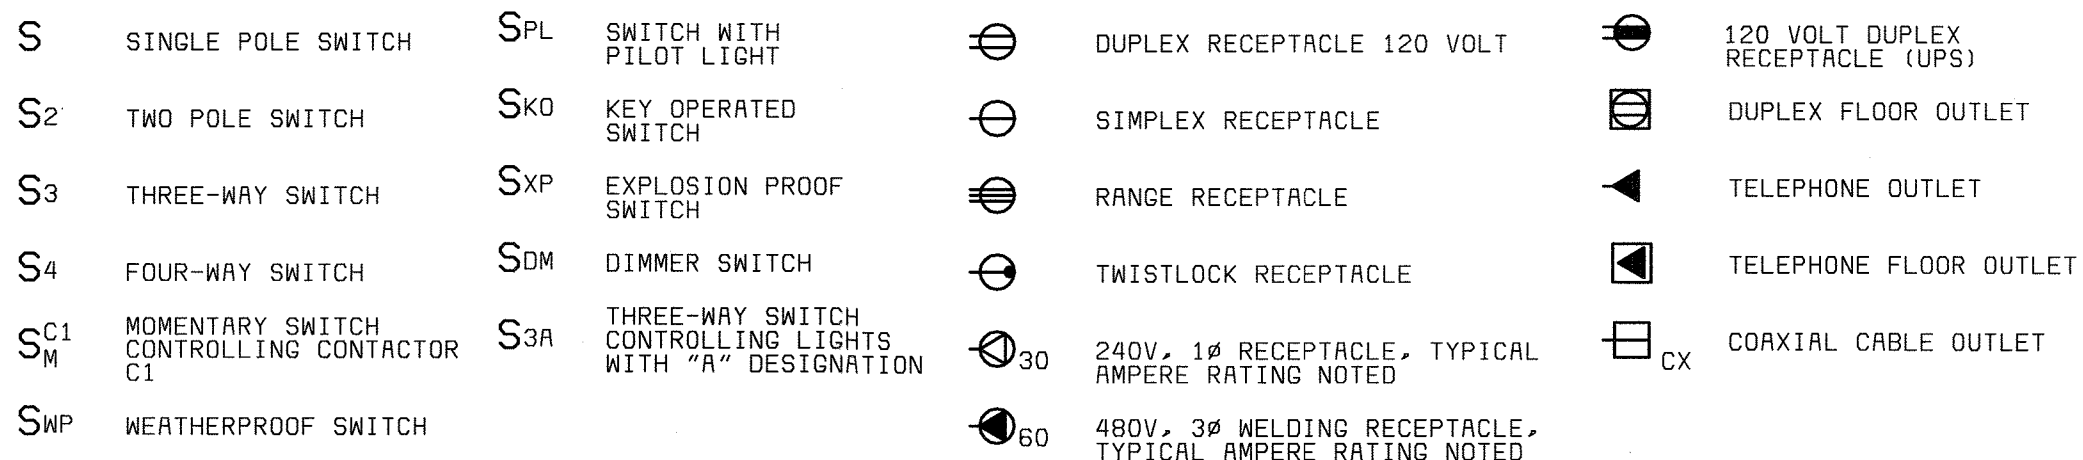 S SINGLE POLE SWITCH
S2 TWO POLE SWITCH
S3 THREE-WAY SWITCH
S4 FOUR-WAY SWITCH
S C1 M MOMENTARY SWITCH
CONTROLLING CONTACTOR
C1
SWP WEATHERPROOF SWITCH
SPL SWITCH WITH
PILOT LIGHT
SKO KEY OPERATED
SWITCH
SXP EXPLOSION PROOF
SWITCH
SDM DIMMER SWITCH
S3A THREE-WAY SWITCH
CONTROLLING LIGHTS
WITH "A" DESIGNATION
DUPLEX RECEPTACLE 120 VOLT
SIMPLEX RECEPTACLE
RANGE RECEPTACLE
TWISTLOCK RECEPTACLE
30 240V, 1ø RECEPTACLE, TYPICAL
AMPERE RATING NOTED
60 480V, 3ø WELDING RECEPTACLE,
TYPICAL AMPERE RATING NOTED
120 VOLT DUPLEX
RECEPTACLE (UPS)
DUPLEX FLOOR OUTLET
TELEPHONE OUTLET
TELEPHONE FLOOR OUTLET
CX COAXIAL CABLE OUTLET